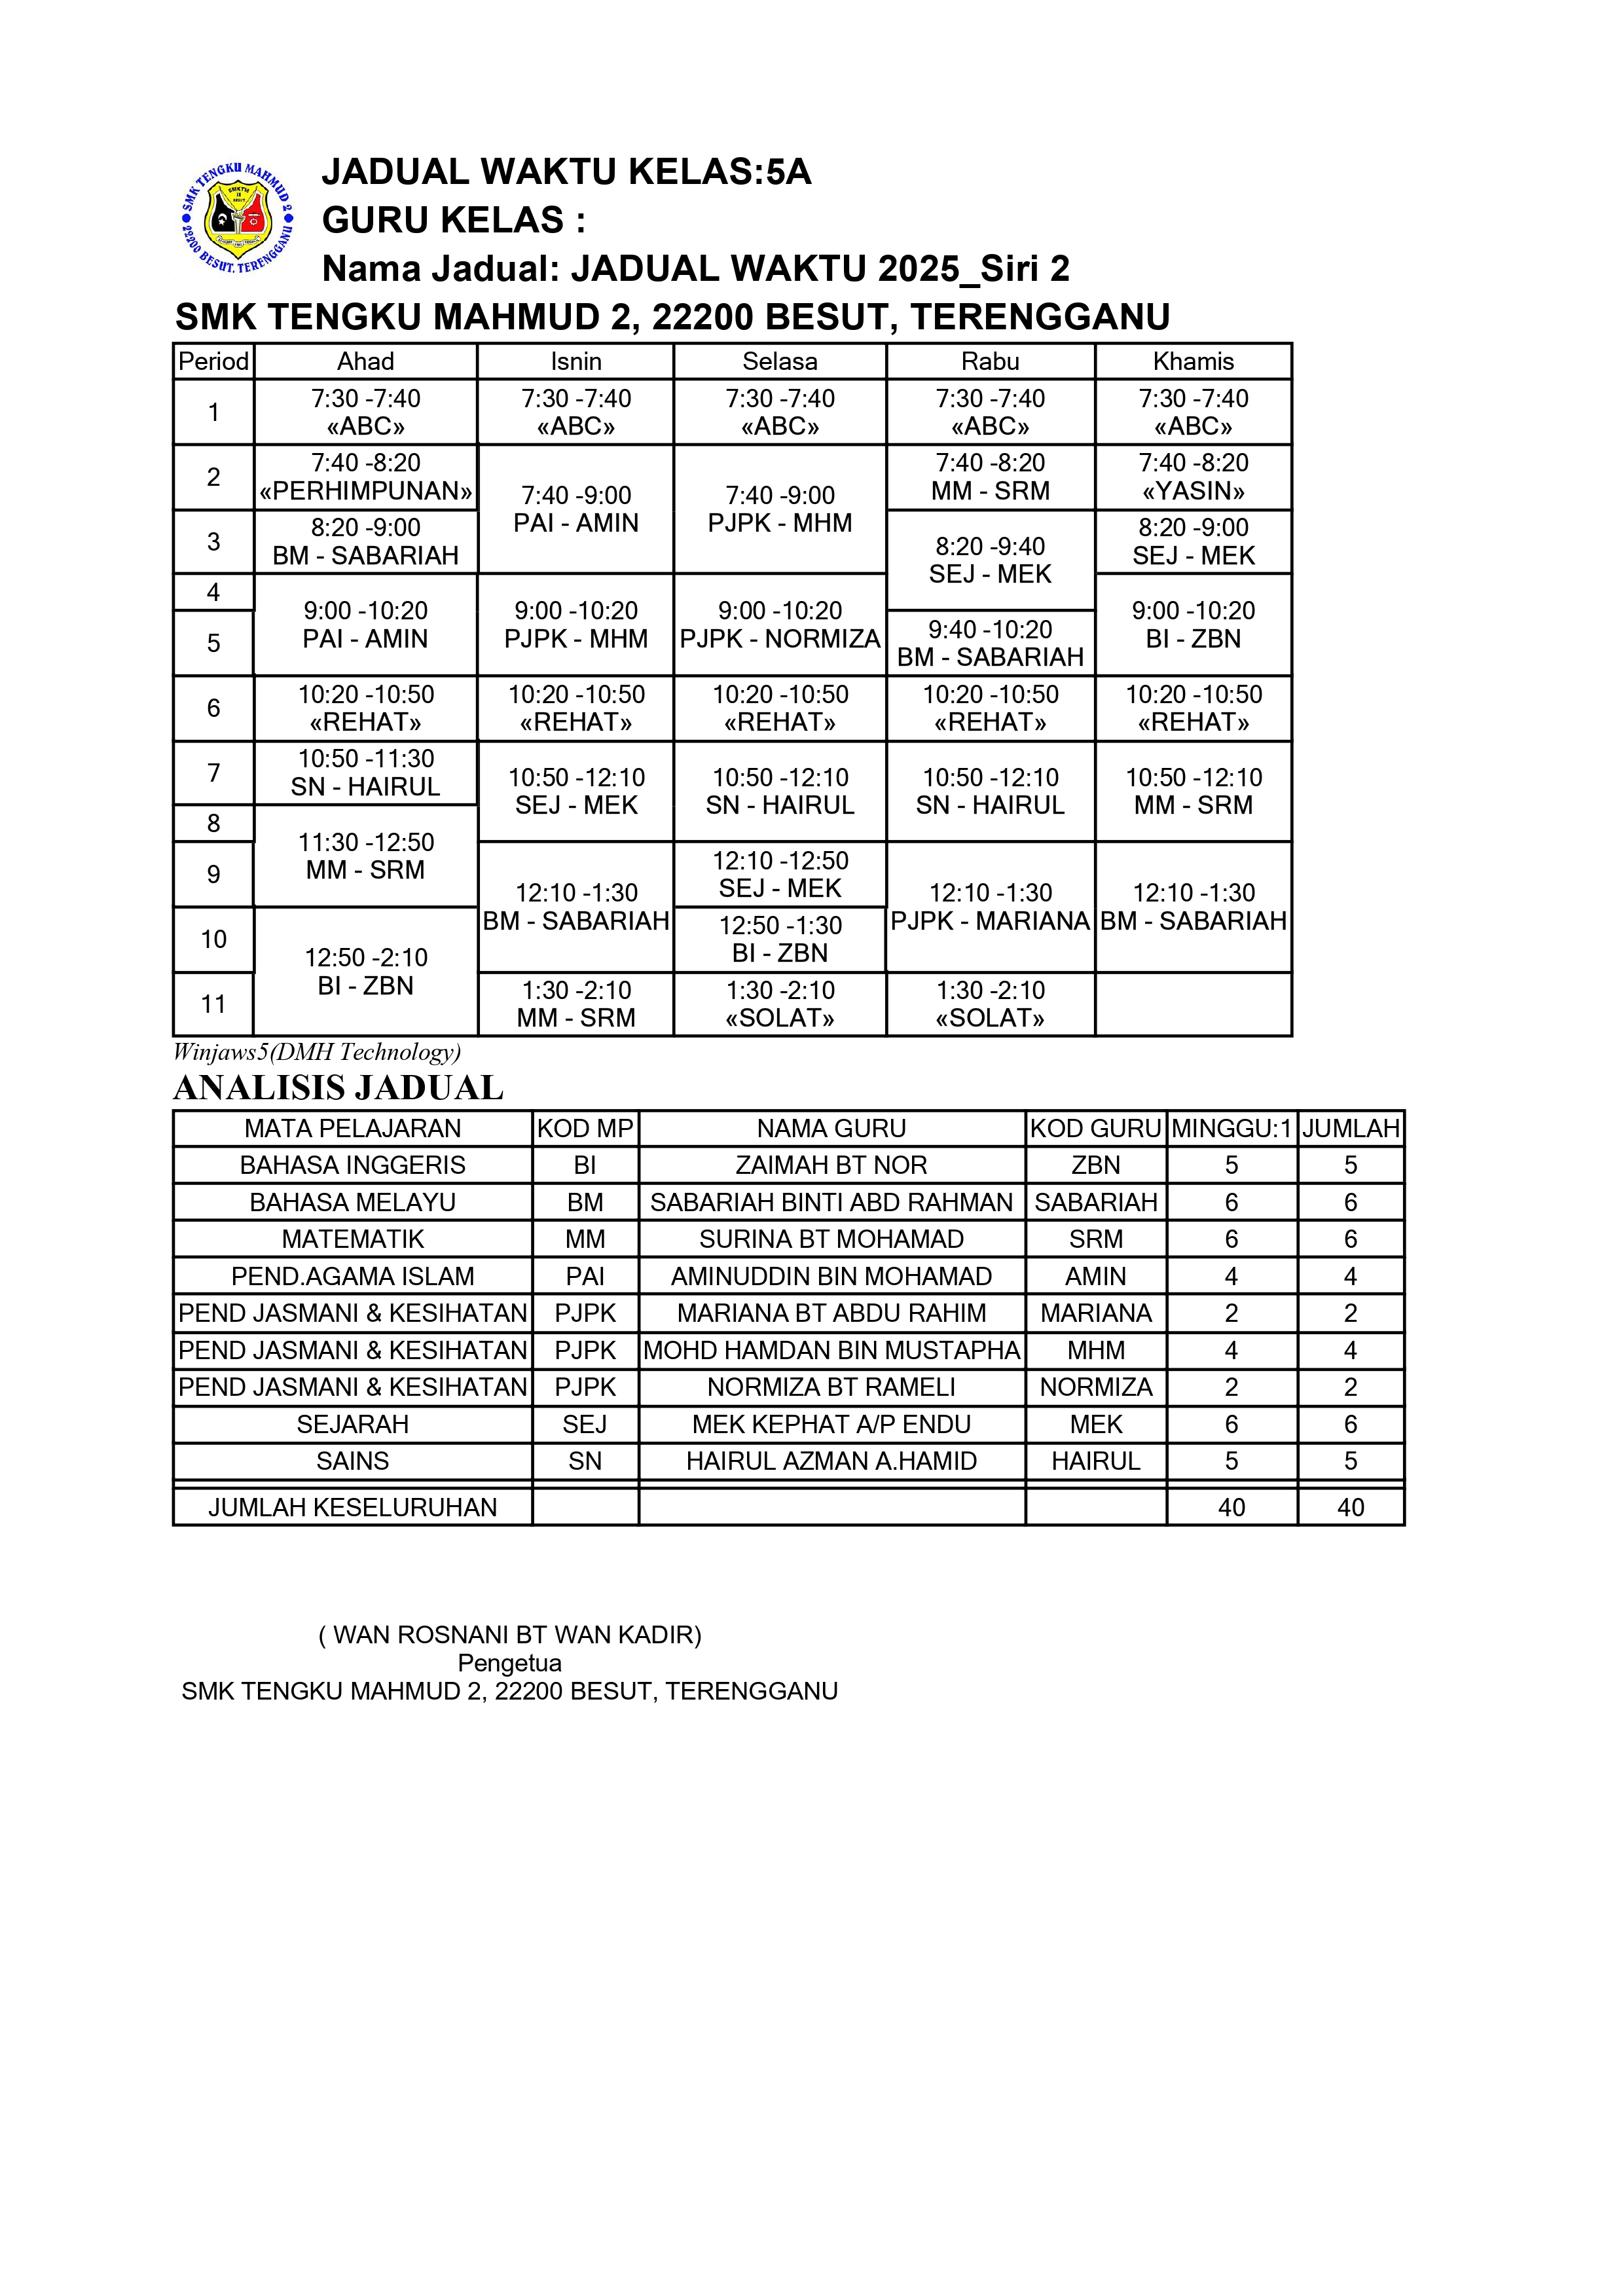 SMK TENGKU MAHMUD 2
22200 BESUT, TERENGGANU
JADUAL WAKTU KELAS:5A
GURU KELAS :
Nama Jadual: JADUAL WAKTU 2025_Siri 2
SMK TENGKU MAHMUD 2, 22200 BESUT, TERENGGANU
Period Ahad Isnin Selasa Rabu Khamis
1
7:30 -7:40 7:30 -7:40 7:30 -7:40 7:30 -7:40 7:30 -7:40
«ABC» «ABC» «ABC» «ABC» «ABC»
2
7:40 -8:20
«PERHIMPUNAN»
7:40 -9:00
PAI - AMIN
7:40 -9:00
PJPK - MHM
7:40 -8:20
MM - SRM
7:40 -8:20
«YASIN»
3
8:20 -9:00
BM - SABARIAH
8:20 -9:40
SEJ - MEK
8:20 -9:00
SEJ - MEK
4
9:00 -10:20
PAI - AMIN
9:00 -10:20
PJPK - MHM
9:00 -10:20
PJPK - NORMIZA
9:00 -10:20
BI - ZBN
5
9:40 -10:20
BM - SABARIAH
6
10:20 -10:50 10:20 -10:50 10:20 -10:50 10:20 -10:50 10:20 -10:50
«REHAT» «REHAT» «REHAT» «REHAT» «REHAT»
7
10:50 -11:30
SN - HAIRUL
10:50 -12:10
SEJ - MEK
10:50 -12:10
SN - HAIRUL
10:50 -12:10
SN - HAIRUL
10:50 -12:10
MM - SRM
8
11:30 -12:50
MM - SRM
9
12:10 -1:30
BM - SABARIAH
12:10 -12:50
SEJ - MEK
12:10 -1:30
PJPK - MARIANA
12:10 -1:30
BM - SABARIAH
10
12:50 -2:10
BI - ZBN
12:50 -1:30
BI - ZBN
11
1:30 -2:10
MM - SRM
1:30 -2:10
«SOLAT»
1:30 -2:10
«SOLAT»
Winjaws5(DMH Technology)
ANALISIS JADUAL
MATA PELAJARAN KOD MP NAMA GURU KOD GURU MINGGU:1 JUMLAH
BAHASA INGGERIS BI ZAIMAH BT NOR ZBN 5 5
BAHASA MELAYU BM SABARIAH BINTI ABD RAHMAN SABARIAH 6 6
MATEMATIK MM SURINA BT MOHAMAD SRM 6 6
PEND.AGAMA ISLAM PAI AMINUDDIN BIN MOHAMAD AMIN 4 4
PEND JASMANI & KESIHATAN PJPK MARIANA BT ABDU RAHIM MARIANA 2 2
PEND JASMANI & KESIHATAN PJPK MOHD HAMDAN BIN MUSTAPHA MHM 4 4
PEND JASMANI & KESIHATAN PJPK NORMIZA BT RAMELI NORMIZA 2 2
SEJARAH SEJ MEK KEPHAT A/P ENDU MEK 6 6
SAINS SN HAIRUL AZMAN A.HAMID HAIRUL 5 5
JUMLAH KESELURUHAN 40 40
( WAN ROSNANI BT WAN KADIR)
Pengetua
SMK TENGKU MAHMUD 2, 22200 BESUT, TERENGGANU